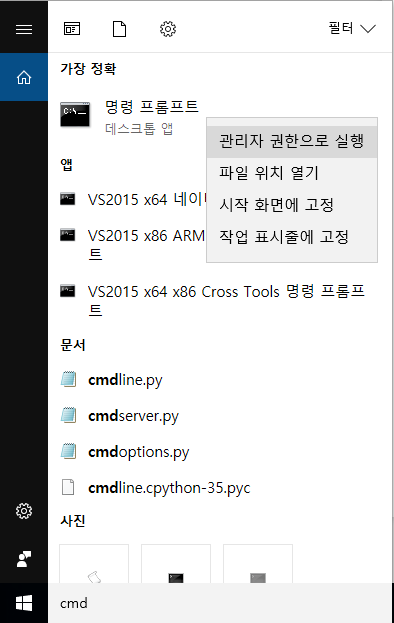 필터
가장 정확
명령 프롬프트
데스크톱 앱
관리자 권한으로 실행
파일 위치 열기
시작 화면에 고정
작업 표시줄에 고정
앱
VS2015 x64
VS2015 x86 ARM
트
VS2015 x64 x86 Cross Tools 명령 프롬프
트
문서
cmdline.py
cmdserver.py
cmdoptions.py
cmdline.cpython-35.pyc
사진
cmd